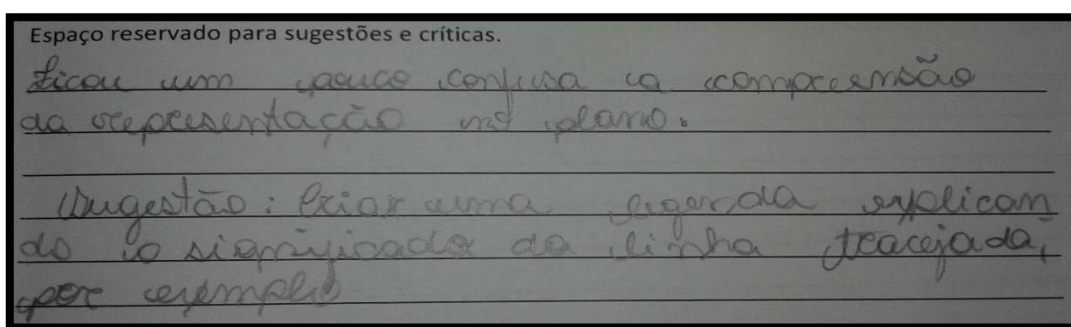 Espaço reservado para sugestões e críticas.
Ficou um pouco confusa a compreensão
da representação no plano.
Sugestão: Criar uma legenda explican
do o significado da linha tracejada,
por exemplo